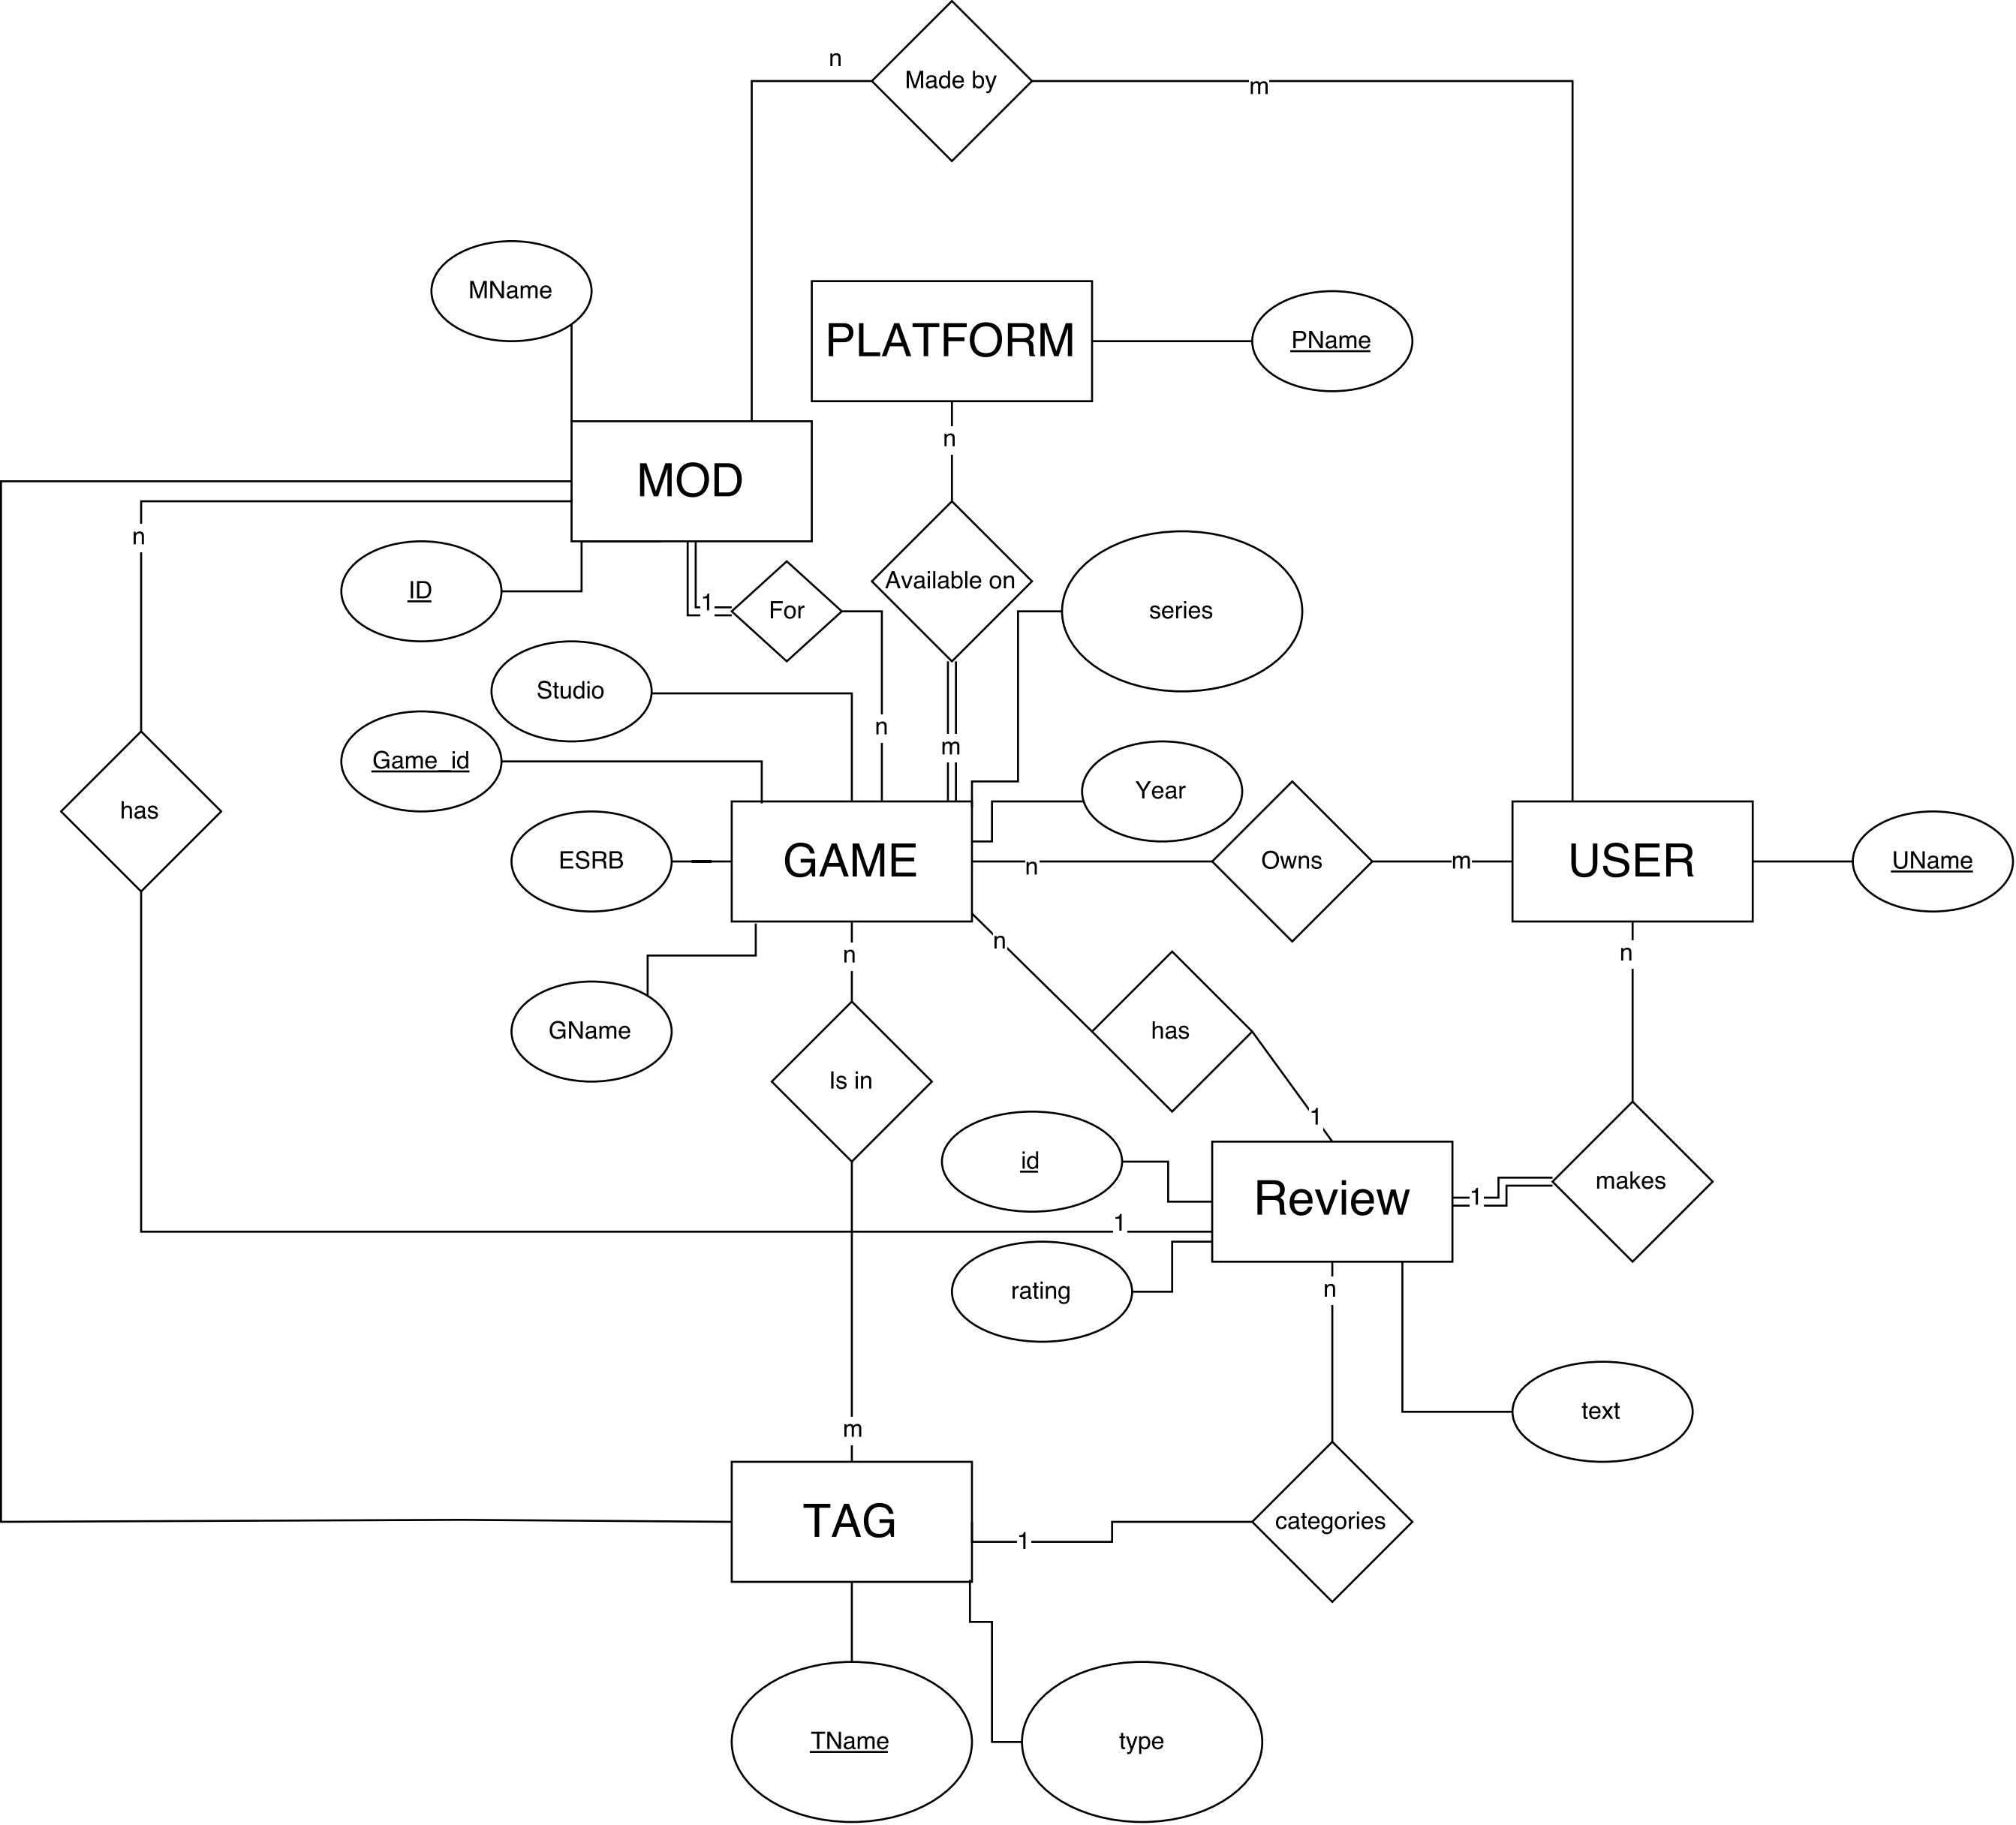 n
Made by
m
MName
PLATFORM
PName
n
MOD
n
Available on
ID
1
For
series
Studio
n
m
Game_id
Year
has
ESRB
GAME
n
Owns
m
USER
UName
n
n
n
GName
has
Is in
1
id
Review
1
makes
1
rating
n
text
m
TAG
1
categories
TName
type